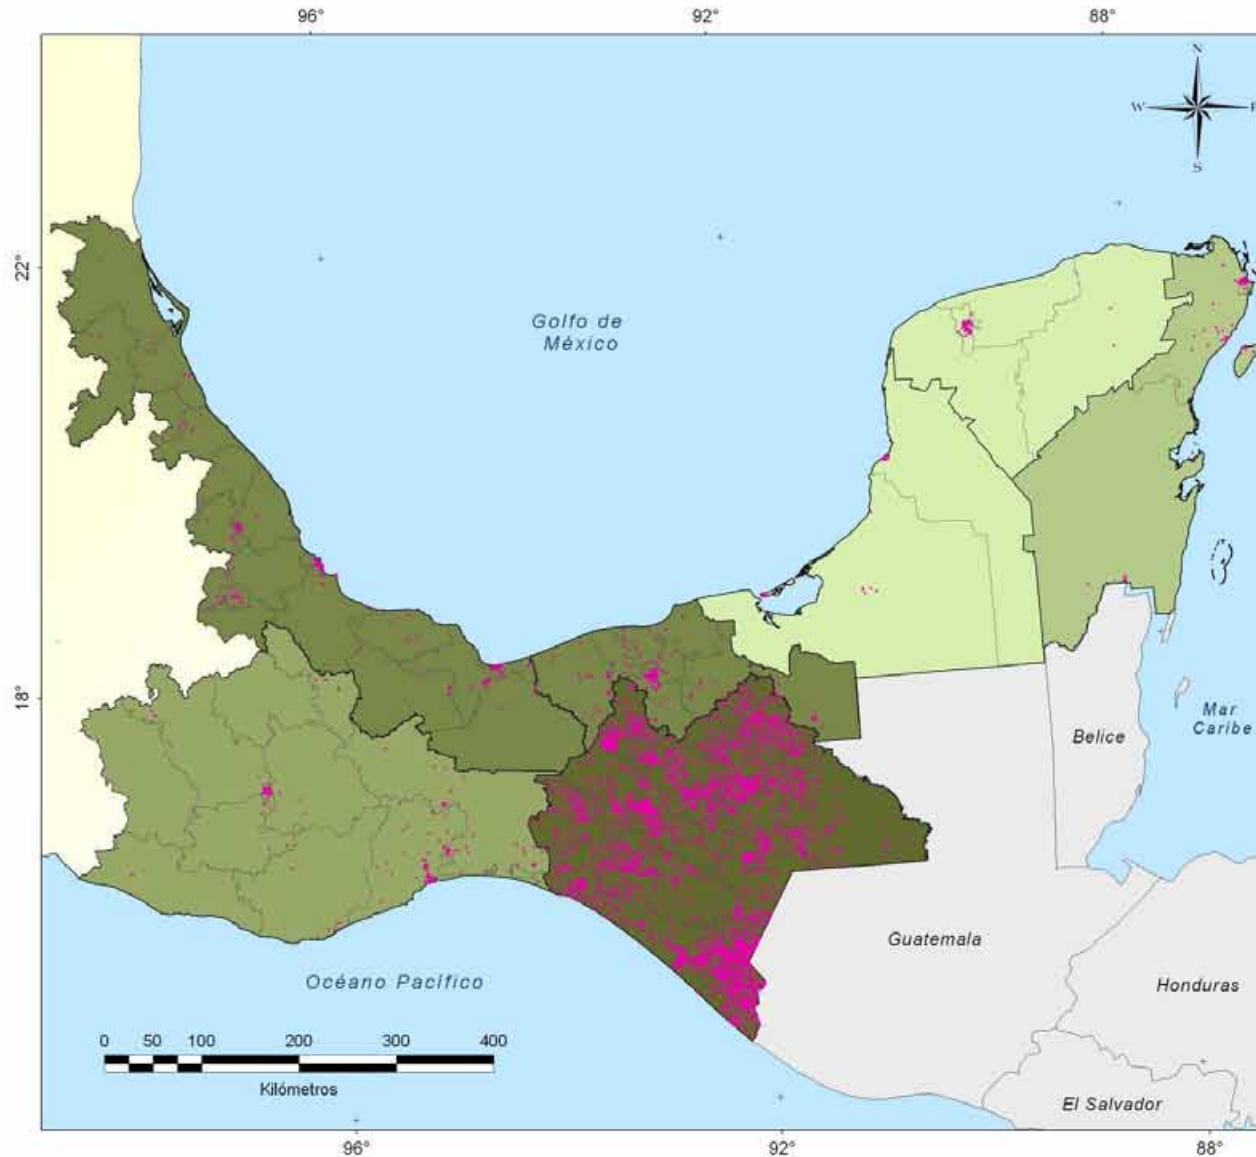 96°
92°
88°
N
W
E
S
22°
Golfo de
México
18°
Mar
Caribe
Belice
Guatemala
Océano Pacífico
Honduras
0
50
100
200
300
400
Kilómetros
El Salvador
96°
92°
88°